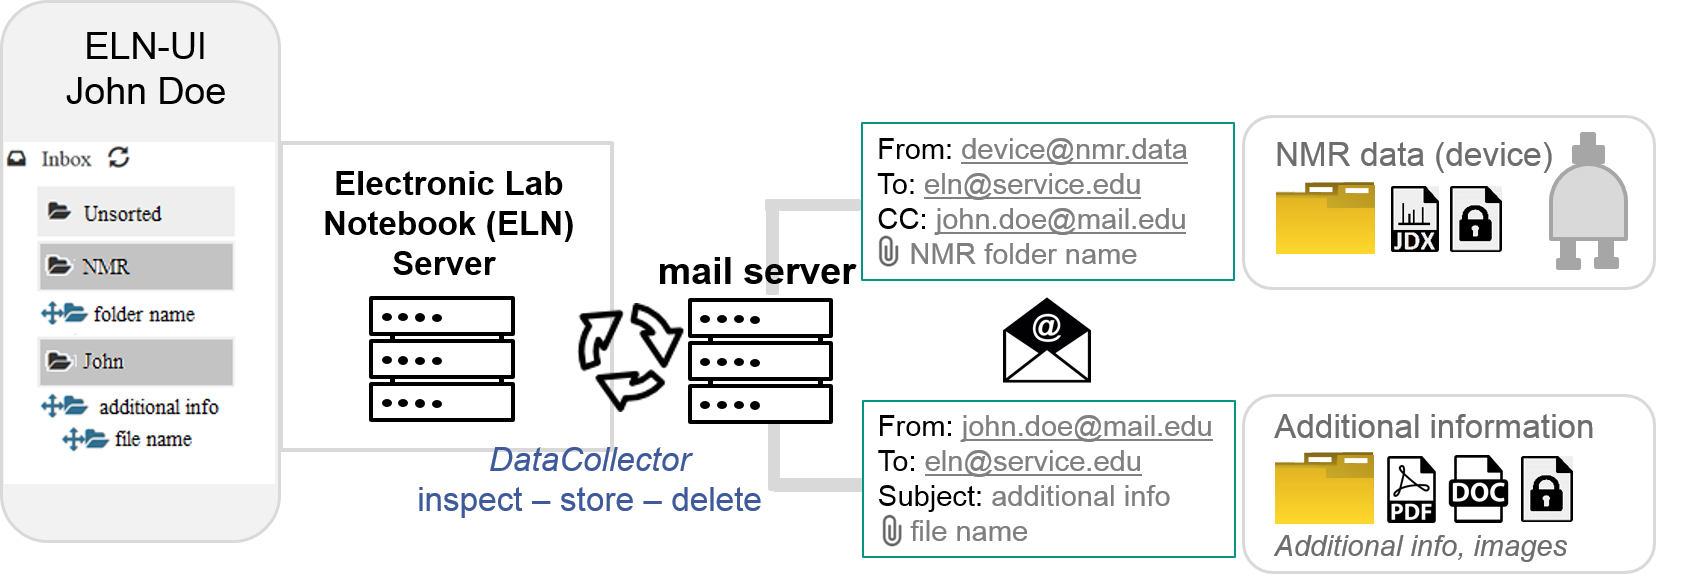 ELN-UI
John Doe
Inbox
Unsorted
NMR
folder name
John
additional info
file name
Electronic Lab
Notebook (ELN)
Server
mail server
DataCollector
inspect – store – delete
From: device@nmr.data
To: eln@service.edu
CC: john.doe@mail.edu
NMR folder name
@
From: john.doe@mail.edu
To: eln@service.edu
Subject: additional info
file name
NMR data (device)
JDX
Additional information
PDF
DOC
Additional info, images